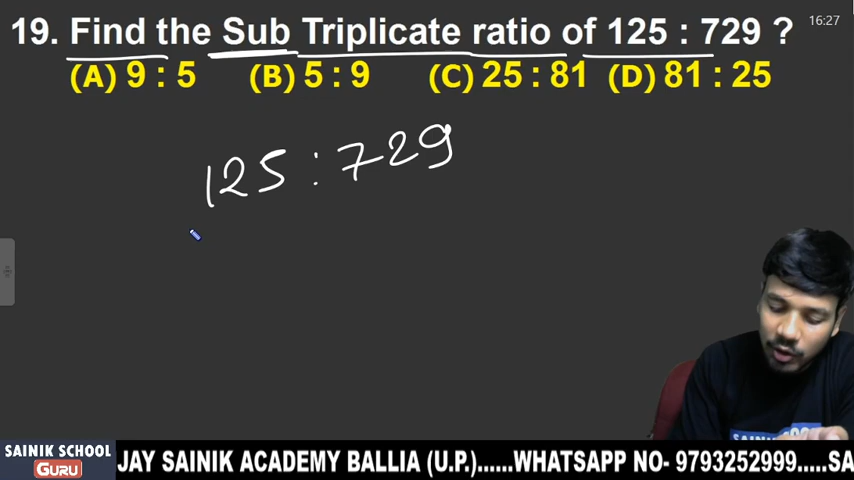 19. Find the Sub Triplicate ratio of 125 : 729 ?
16:27
(A) 9 : 5 (B) 5 : 9 (C) 25 : 81 (D) 81 : 25
125 : 729
SAINIK SCHOOL
GURU
JAY SAINIK ACADEMY BALLIA (U.P.)......WHATSAPP NO- 9793252999.....SA